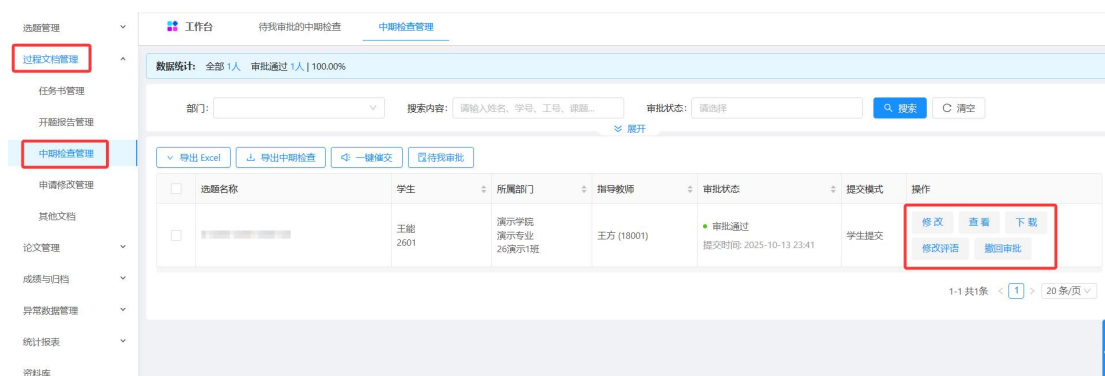 选题管理
过程文档管理
任务书管理
开题报告管理
中期检查管理
申请修改管理
其他文档
论文管理
成绩与归档
异常数据管理
统计报表
资料库
工作台 待我审批的中期检查 中期检查管理
数据统计: 全部 1人 审批通过 1人 | 100.00%
部门: 搜索内容: 请输入姓名、学号、工号、课题... 审批状态: 请选择 搜索 清空
展开
导出 Excel 导出中期检查 一键催交 待我审批
选题名称 学生 所属部门 指导教师 审批状态 提交模式 操作
王能
2601
演示学院
演示专业
26演示1班
王方 (18001)
审批通过
提交时间: 2025-10-13 23:41
学生提交
修改 查看 下载
修改评语 撤回审批
1-1 共1条 < 1 > 20 条/页